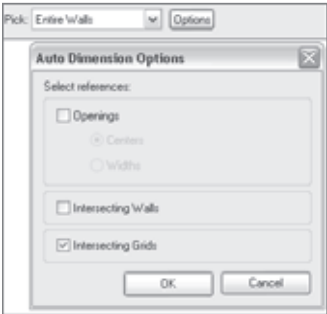 Pick: Entire Walls Options
Auto Dimension Options
Select references:
Openings
Centers
Widths
Intersecting Walls
Intersecting Grids
OK Cancel